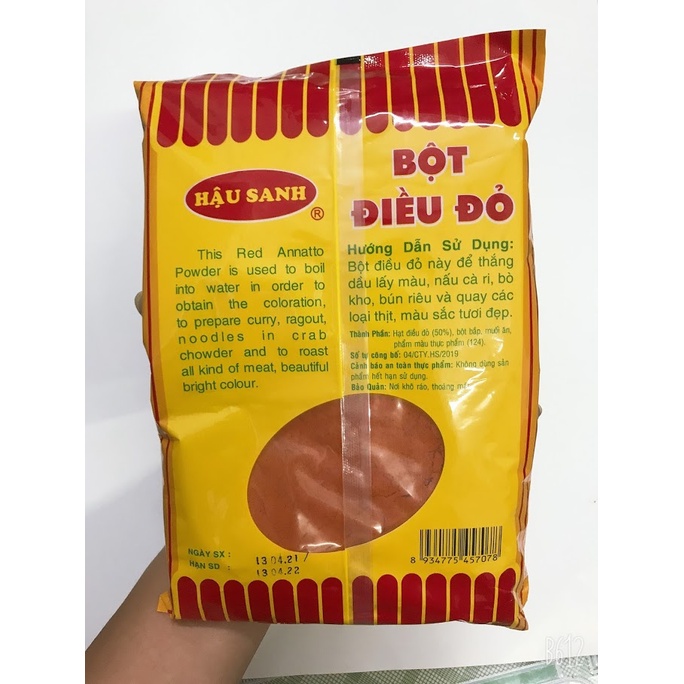 HẬU SANH
®
This Red Annatto
Powder is used to boil
into water in order to
obtain the coloration,
to prepare curry, ragout,
noodles in crab
chowder and to roast
all kind of meat, beautiful
bright colour.
BỘT
ĐIỀU ĐỎ
Hướng Dẫn Sử Dụng:
Bột điều đỏ này để thắng
dầu lấy màu, nấu cà ri, bò
kho, bún riêu và quay các
loại thịt, màu sắc tươi đẹp.
Thành Phần: Hạt điều đỏ (50%), bột bắp, muối ăn,
phẩm màu thực phẩm (124).
Số tự công bố: 04/CTY.HS/2019
Cảnh báo an toàn thực phẩm: Không dùng sản
phẩm hết hạn sử dụng.
Bảo Quản: Nơi khô ráo, thoáng
NGÀY SX : 13.04.21
HẠN SD : 13.04.22
8 934775 457078
B612